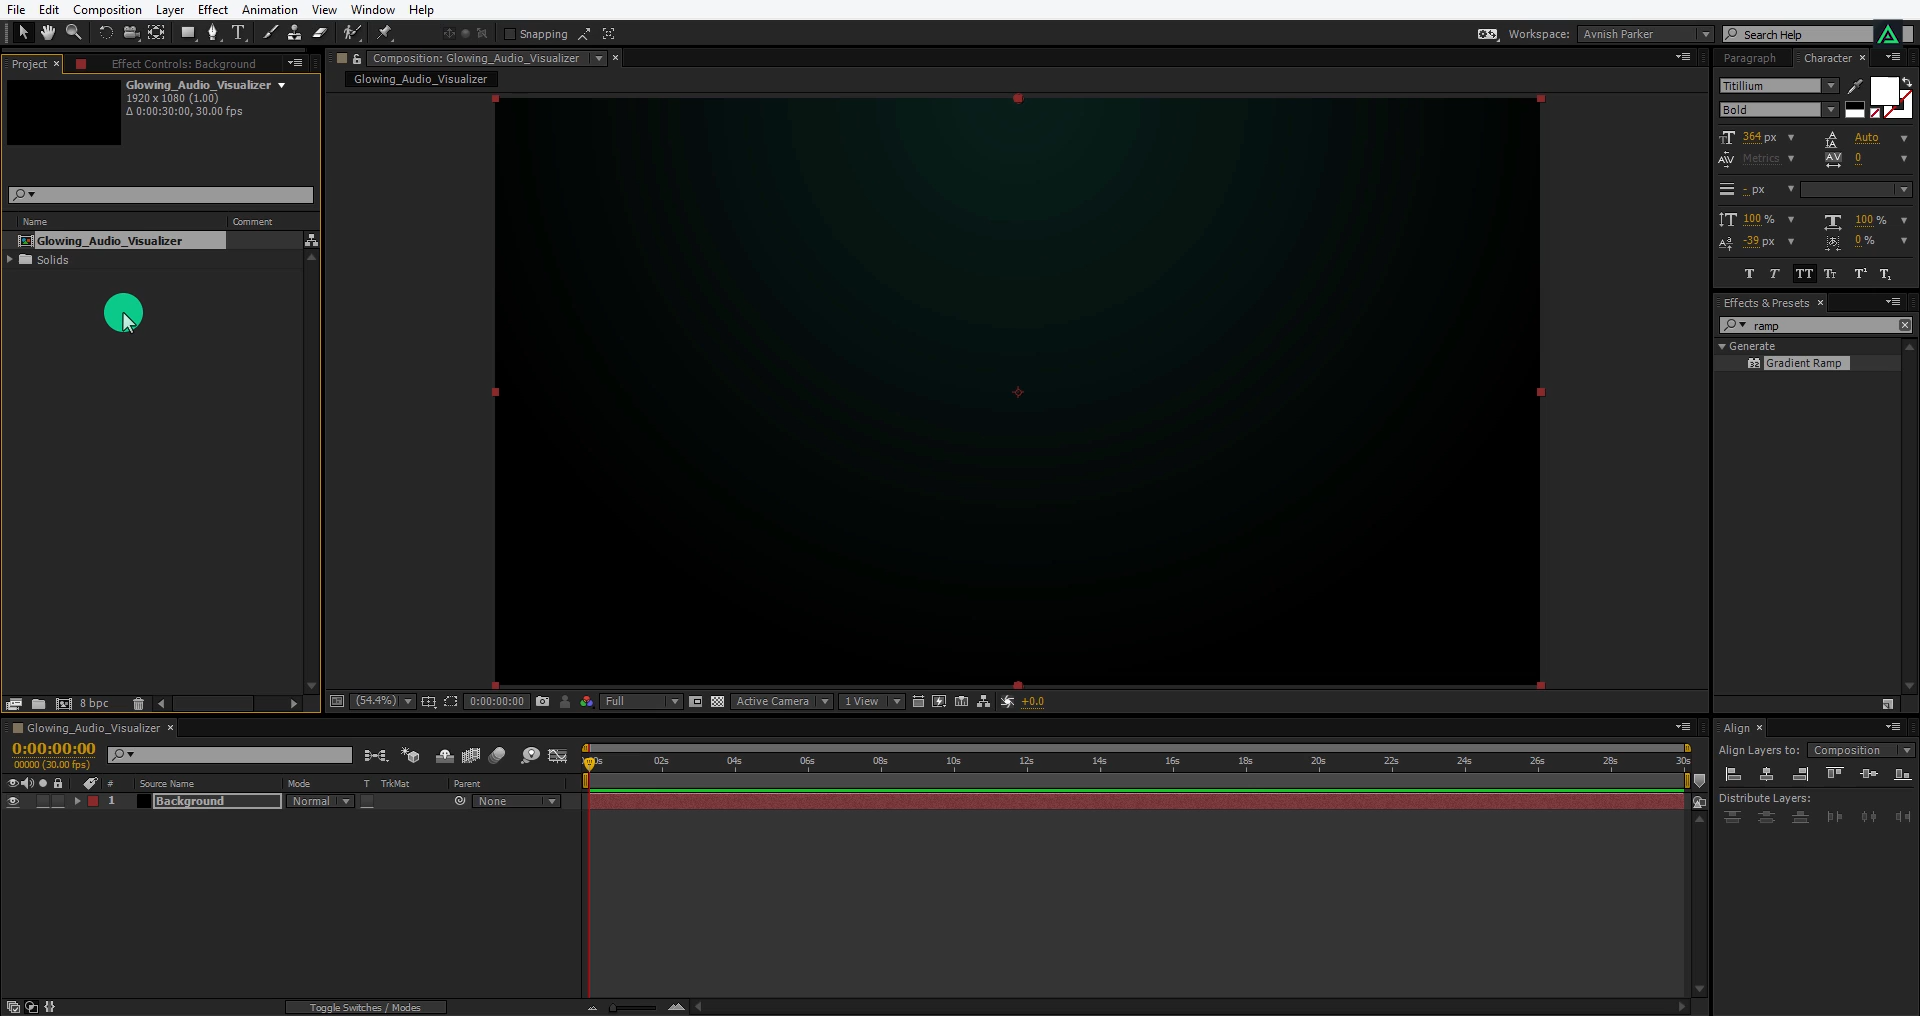 File Edit Composition Layer Effect Animation View Window Help
Snapping
Workspace: Avnish Parker
Search Help
Project
Effect Controls: Background
Composition: Glowing_Audio_Visualizer
Glowing_Audio_Visualizer
Glowing_Audio_Visualizer
1920 x 1080 (1.00)
Δ 0:00:30:00, 30.00 fps
Name Comment
Glowing_Audio_Visualizer
Solids
8 bpc
(54.4%)
0:00:00:00
Full
Active Camera
1 View
+0.0
Paragraph Character
Titillium
Bold
364 px
Auto
Metrics
0
- px
100 %
100 %
-39 px
0 %
T T TT Tт T¹ T₁
Effects & Presets
ramp
Generate
32 Gradient Ramp
Glowing_Audio_Visualizer
0:00:00:00
00000 (30.00 fps)
# Source Name Mode T TrkMat Parent
1 Background Normal None
02s 04s 06s 08s 10s 12s 14s 16s 18s 20s 22s 24s 26s 28s 30s
Toggle Switches / Modes
Align
Align Layers to: Composition
Distribute Layers: